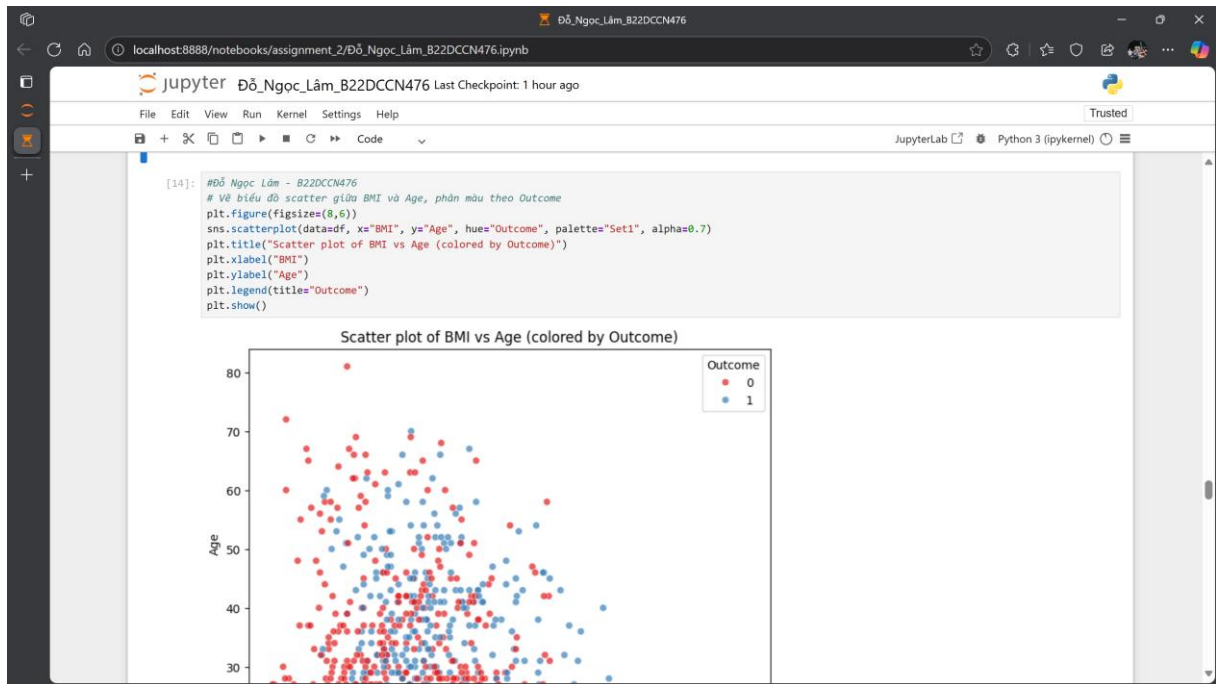 Đỗ_Ngọc_Lâm_B22DCCN476
localhost:8888/notebooks/assignment_2/Đỗ_Ngọc_Lâm_B22DCCN476.ipynb
jupyter Đỗ_Ngọc_Lâm_B22DCCN476 Last Checkpoint: 1 hour ago
File Edit View Run Kernel Settings Help
Trusted
Code
JupyterLab
Python 3 (ipykernel)
[14]: #Đỗ Ngọc Lâm - B22DCCN476
# Vẽ biểu đồ scatter giữa BMI và Age, phân màu theo Outcome
plt.figure(figsize=(8,6))
sns.scatterplot(data=df, x="BMI", y="Age", hue="Outcome", palette="Set1", alpha=0.7)
plt.title("Scatter plot of BMI vs Age (colored by Outcome)")
plt.xlabel("BMI")
plt.ylabel("Age")
plt.legend(title="Outcome")
plt.show()
Scatter plot of BMI vs Age (colored by Outcome)
Outcome
0
1
80
70
60
50
40
30
Age